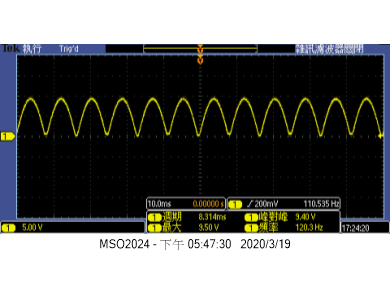 Tek 執行 Trig'd 雜訊濾波器關閉
1
10.0ms 0.00000 s 1 200mV 110.535 Hz
1 週期 8.314ms 1 峰對峰 9.40 V
1 最大 9.50 V 1 頻率 120.3 Hz
1 5.00 V 17:24:20
MSO2024 - 下午 05:47:30 2020/3/19